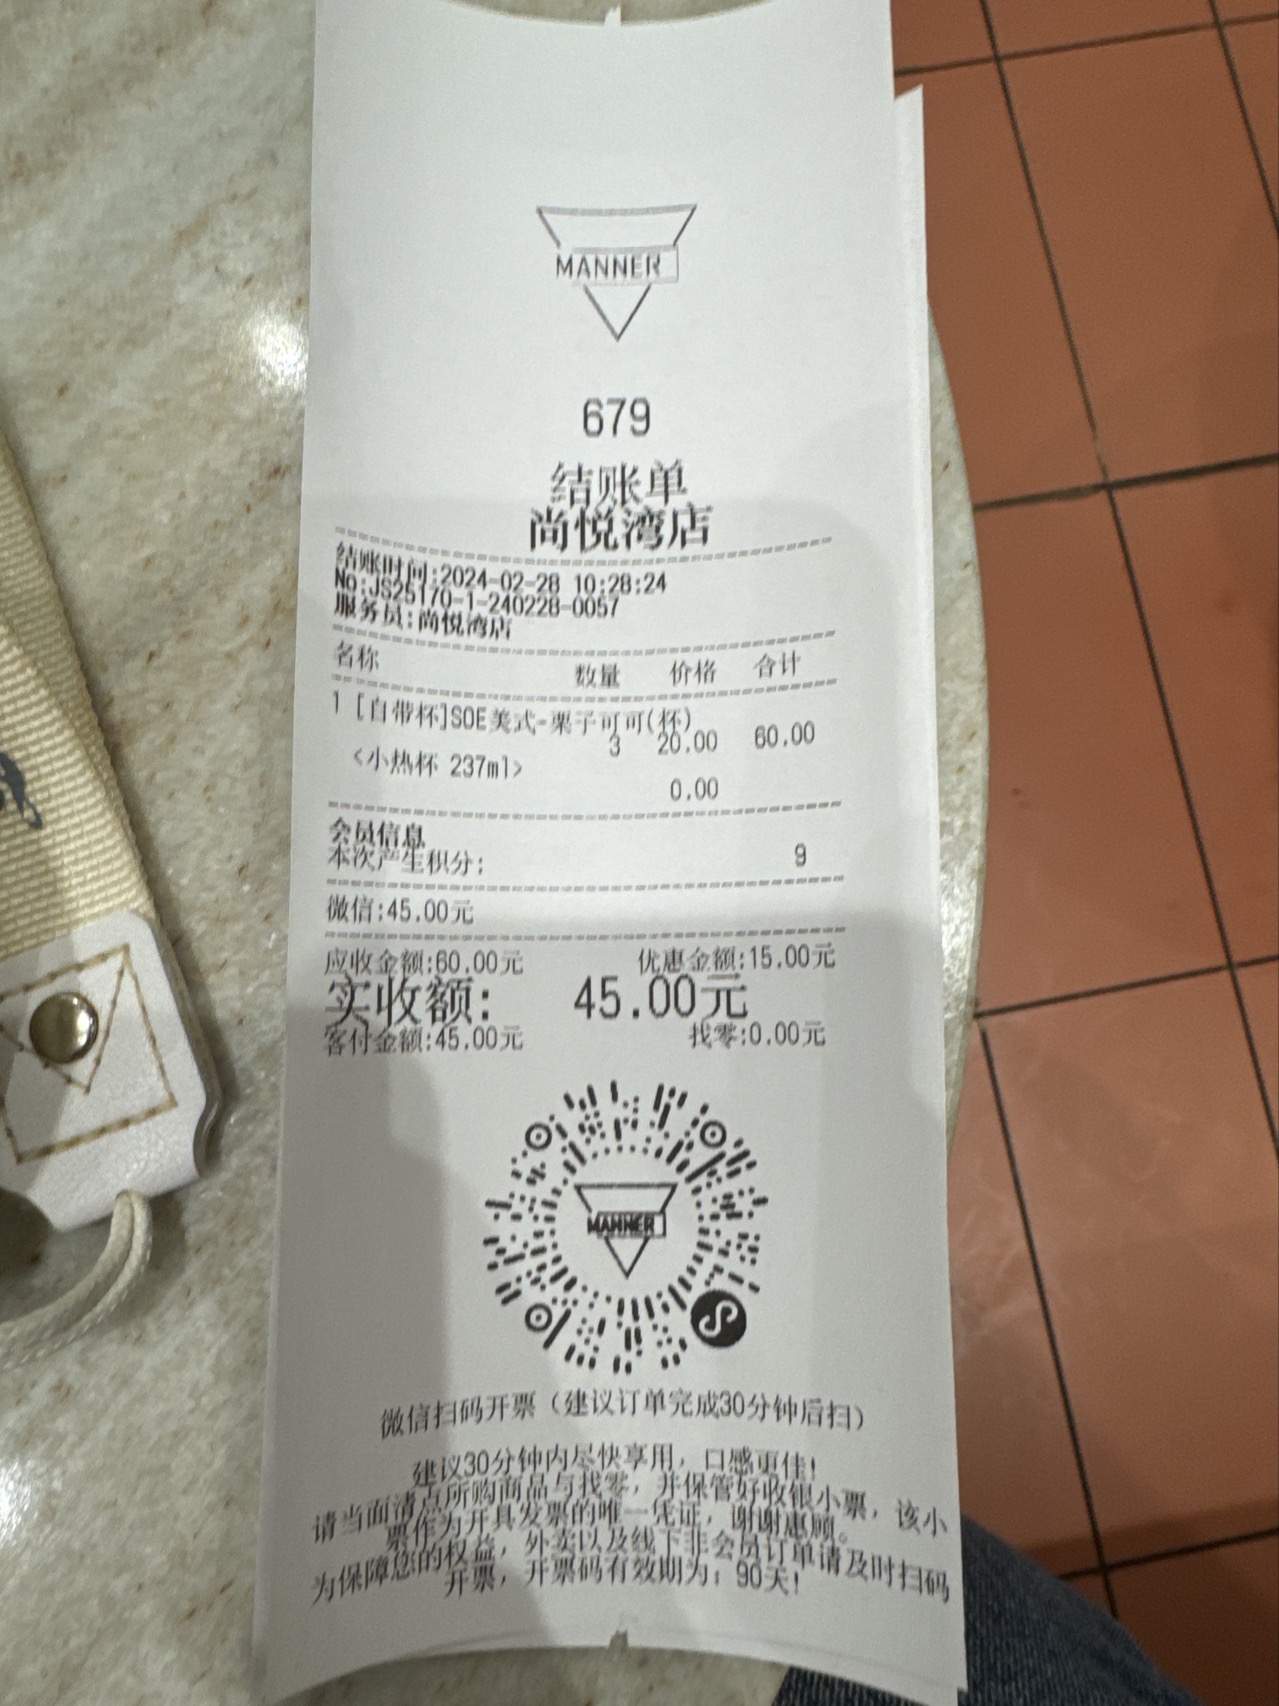 MANNER
679
结账单
尚悦湾店
结账时间:2024-02-28 10:28:24
No:JS25170-1-240228-0057
服务员:尚悦湾店
名称 数量 价格 合计
1 [自带杯]SOE美式-栗子可可(杯)
3 20.00 60.00
<小热杯 237ml>
0.00
会员信息
本次产生积分: 9
微信:45.00元
应收金额:60.00元 优惠金额:15.00元
实收额: 45.00元
客付金额:45.00元 找零:0.00元
MANNER
微信扫码开票（建议订单完成30分钟后扫）
建议30分钟内尽快享用，口感更佳!
请当面清点所购商品与找零，并保管好收银小票，该小
票作为开具发票的唯一凭证，谢谢惠顾。
为保障您的权益，外卖以及线下非会员订单请及时扫码
开票，开票码有效期为: 90天!